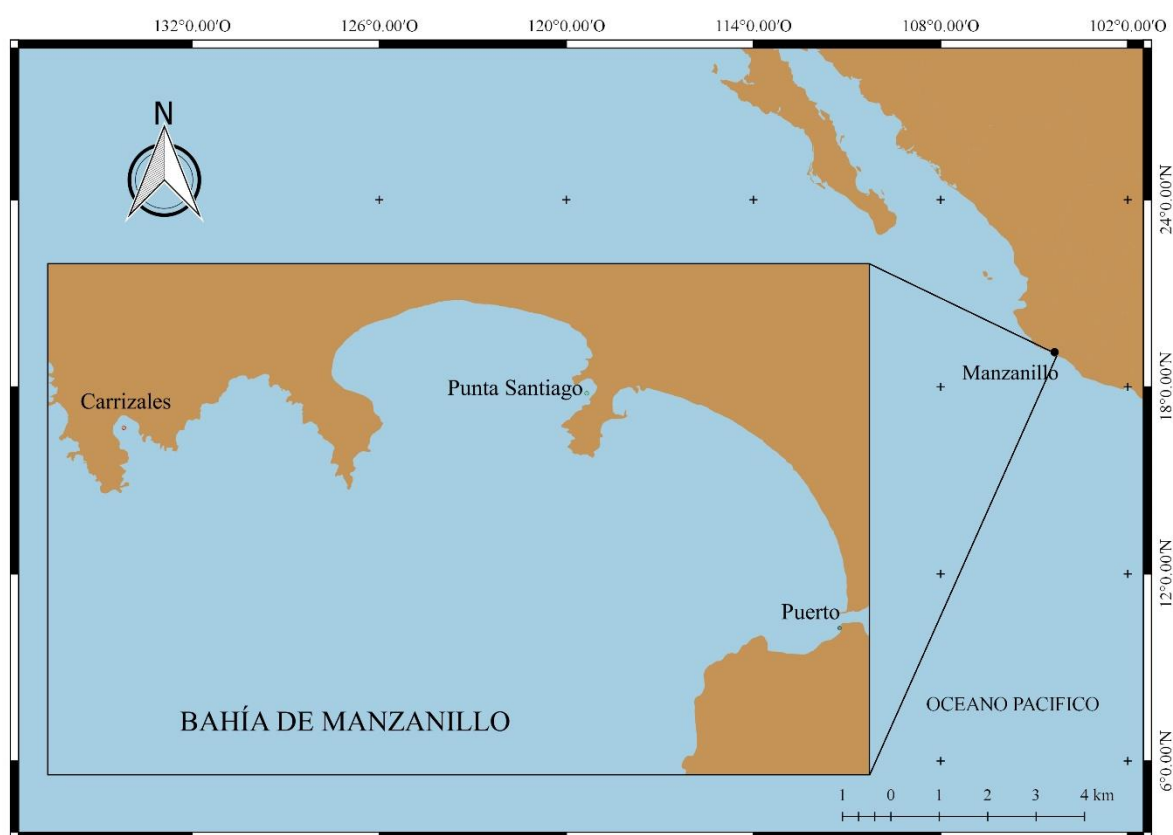 132°0.00'O 126°0.00'O 120°0.00'O 114°0.00'O 108°0.00'O 102°0.00'O
N
24°0.00'N
Manzanillo
18°0.00'N
Punta Santiago
Carrizales
12°0.00'N
Puerto
OCEANO PACIFICO
BAHÍA DE MANZANILLO
6°0.00'N
1 0 1 2 3 4 km